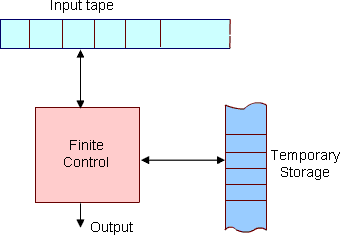 Input tape
Finite
Control
Temporary
Storage
Output